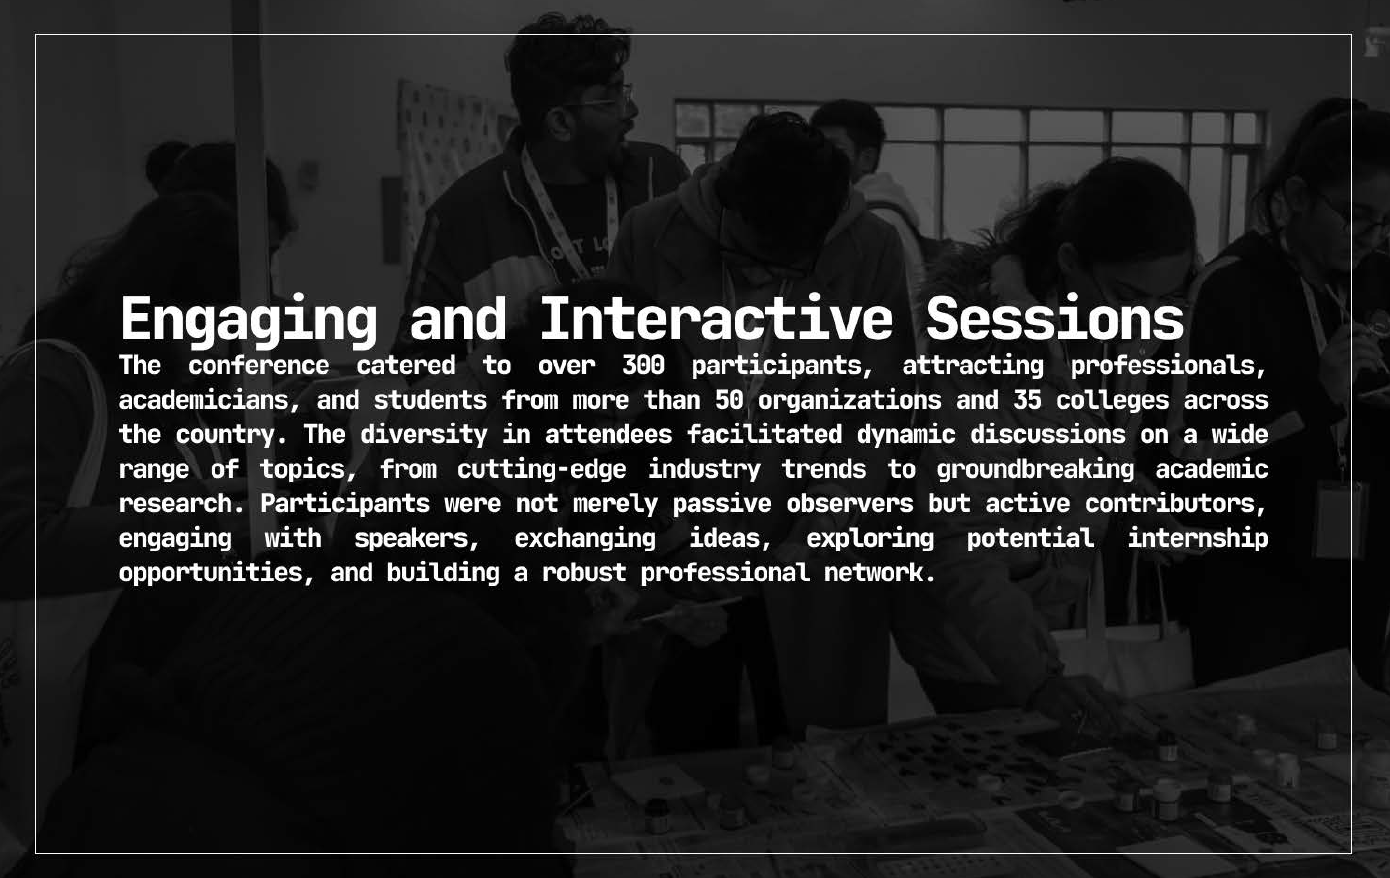 Engaging and Interactive Sessions
The conference catered to over 300 participants, attracting professionals,
academicians, and students from more than 50 organizations and 35 colleges across
the country. The diversity in attendees facilitated dynamic discussions on a wide
range of topics, from cutting-edge industry trends to groundbreaking academic
research. Participants were not merely passive observers but active contributors,
engaging with speakers, exchanging ideas, exploring potential internship
opportunities, and building a robust professional network.